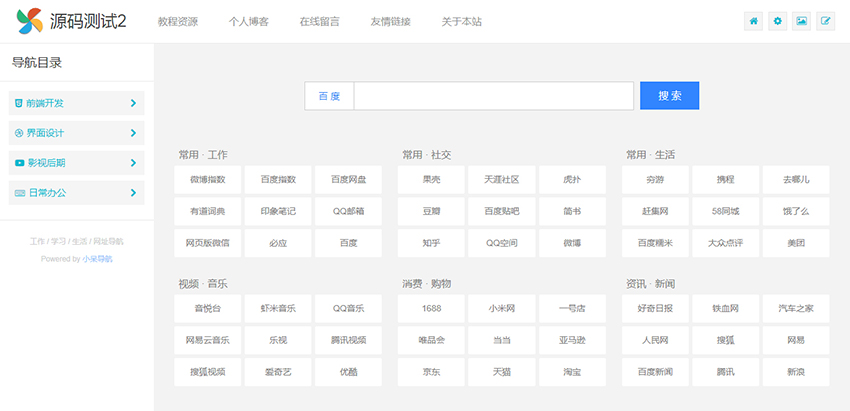 源码测试2 教程资源 个人博客 在线留言 友情链接 关于本站
导航目录
前端开发
界面设计
影视后期
日常办公
工作 / 学习 / 生活 / 网址导航
Powered by 小呆导航
百 度 搜 索
常用 · 工作
微博指数 百度指数 百度网盘
有道词典 印象笔记 QQ邮箱
网页版微信 必应 百度
常用 · 社交
果壳 天涯社区 虎扑
豆瓣 百度贴吧 简书
知乎 QQ空间 微博
常用 · 生活
穷游 携程 去哪儿
赶集网 58同城 饿了么
百度糯米 大众点评 美团
视频 · 音乐
音悦台 虾米音乐 QQ音乐
网易云音乐 乐视 腾讯视频
搜狐视频 爱奇艺 优酷
消费 · 购物
1688 小米网 一号店
唯品会 当当 亚马逊
京东 天猫 淘宝
资讯 · 新闻
好奇日报 铁血网 汽车之家
人民网 搜狐 网易
百度新闻 腾讯 新浪